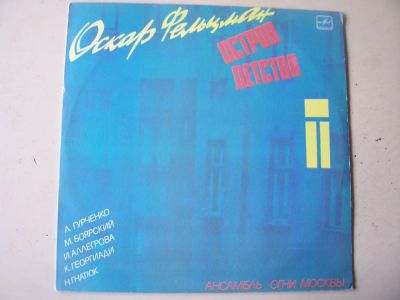 Оскар Фельцман
ОСТРОВ
ДЕТСТВА
Л. ГУРЧЕНКО
М. БОЯРСКИЙ
И. АЛЛЕГРОВА
К. ГЕОРГИАДИ
Н. ГНАТЮК
АНСАМБЛЬ ОГНИ МОСКВЫ